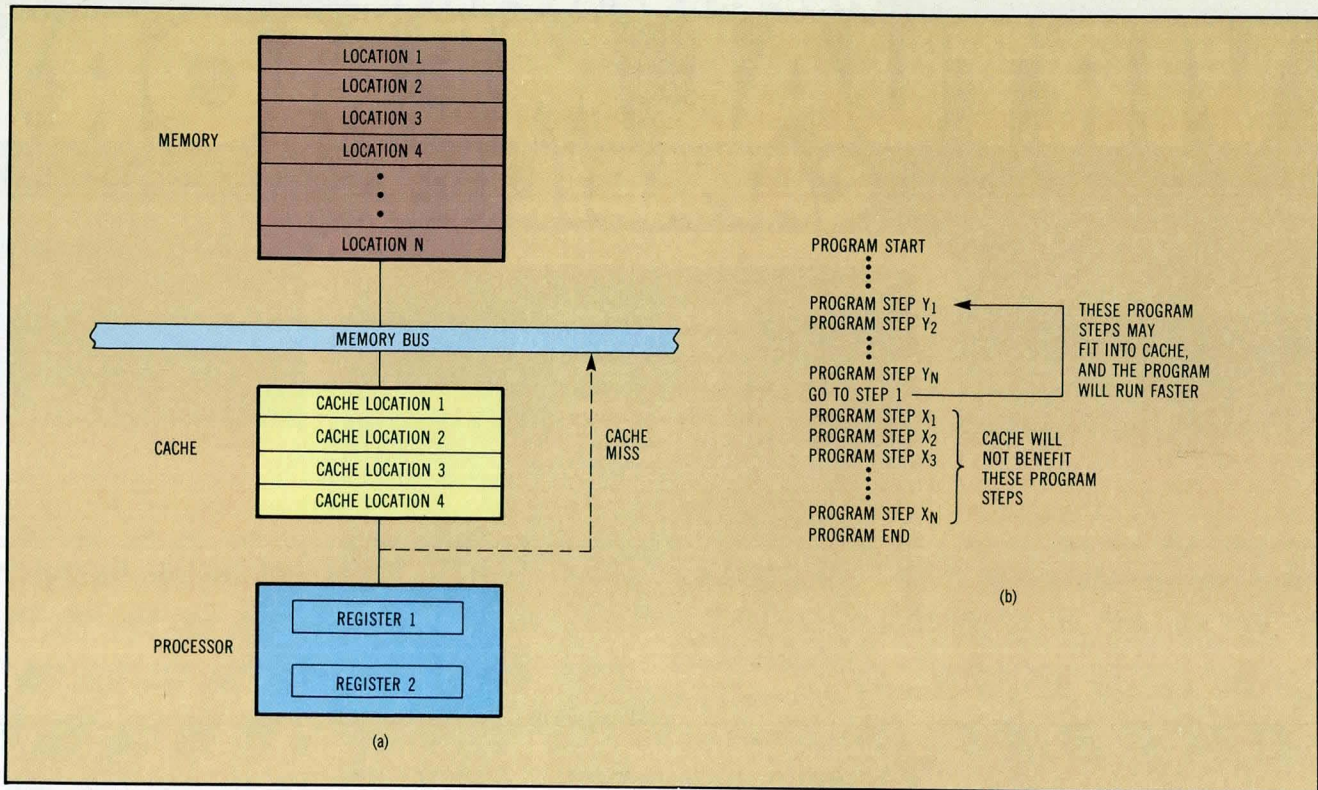 MEMORY
LOCATION 1
LOCATION 2
LOCATION 3
LOCATION 4
LOCATION N
MEMORY BUS
CACHE
CACHE LOCATION 1
CACHE LOCATION 2
CACHE LOCATION 3
CACHE LOCATION 4
CACHE
MISS
PROCESSOR
REGISTER 1
REGISTER 2
(a)
PROGRAM START
PROGRAM STEP Y₁
PROGRAM STEP Y₂
PROGRAM STEP Y_N
GO TO STEP 1
THESE PROGRAM
STEPS MAY
FIT INTO CACHE,
AND THE PROGRAM
WILL RUN FASTER
PROGRAM STEP X₁
PROGRAM STEP X₂
PROGRAM STEP X₃
PROGRAM STEP X_N
PROGRAM END
CACHE WILL
NOT BENEFIT
THESE PROGRAM
STEPS
(b)